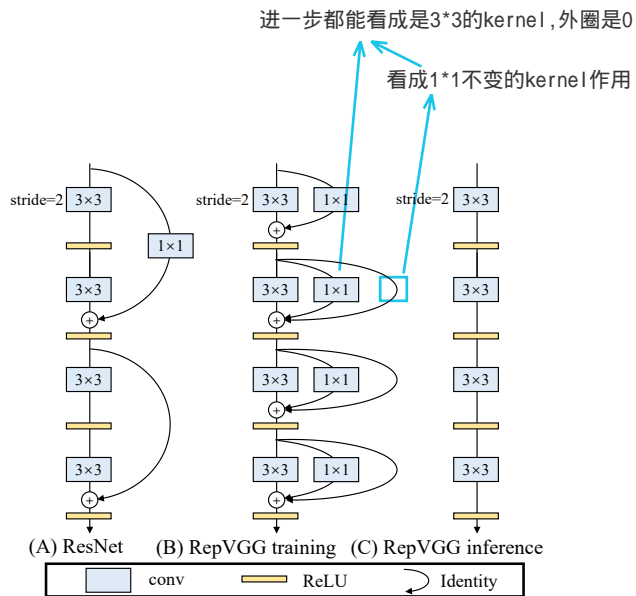 进一步都能看成是3*3的kernel,外圈是0
看成1*1不变的kernel作用
stride=2
3×3
1×1
3×3
+
3×3
3×3
+
(A) ResNet
stride=2
3×3
1×1
+
3×3
1×1
+
3×3
1×1
+
3×3
1×1
+
(B) RepVGG training
stride=2
3×3
3×3
3×3
3×3
(C) RepVGG inference
conv
ReLU
Identity